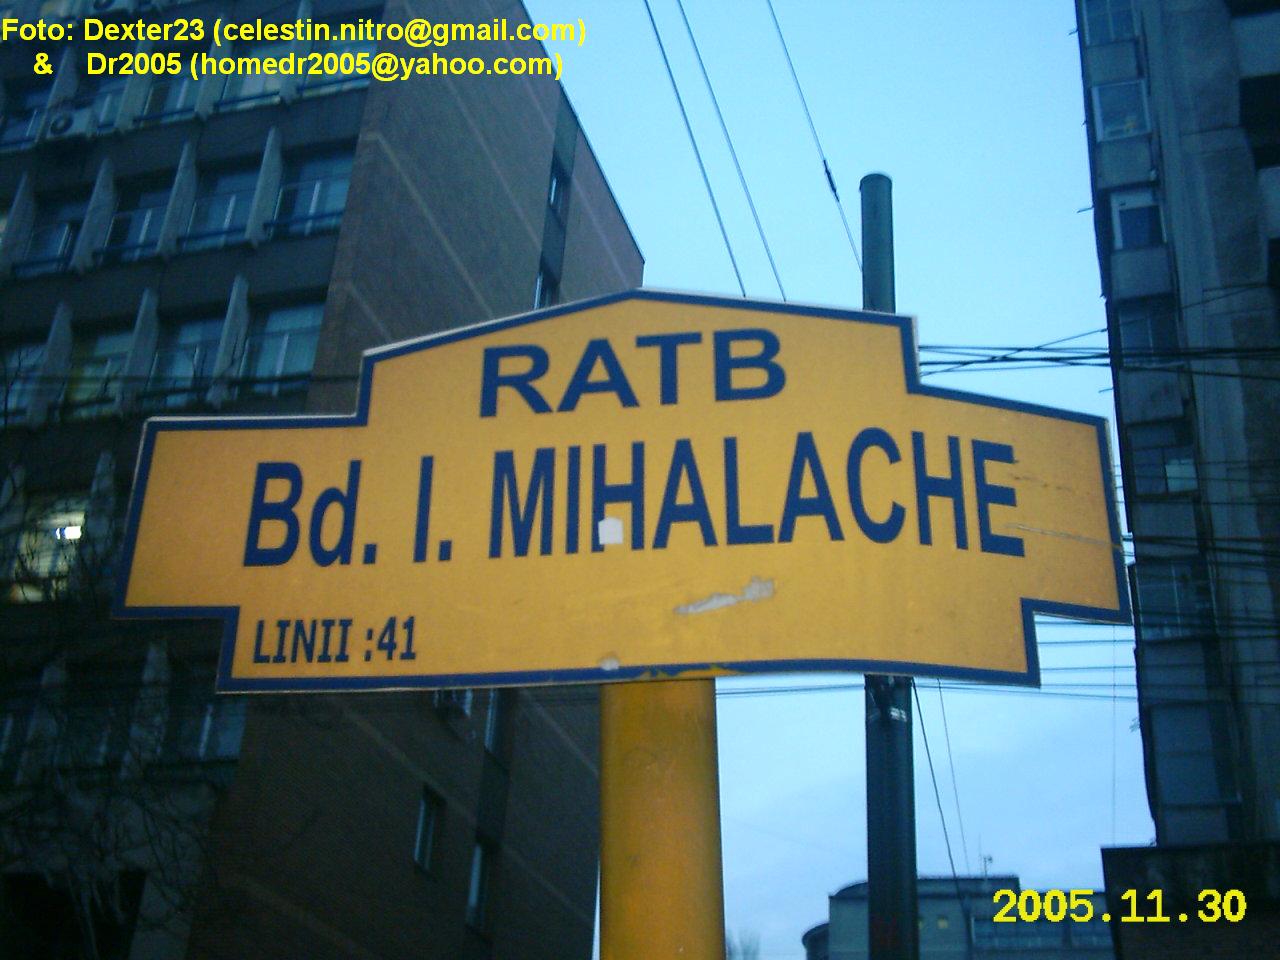 Foto: Dexter23 (celestin.nitro@gmail.com)
& Dr2005 (homedr2005@yahoo.com)
RATB
Bd. I. MIHALACHE
LINII :41
2005.11.30